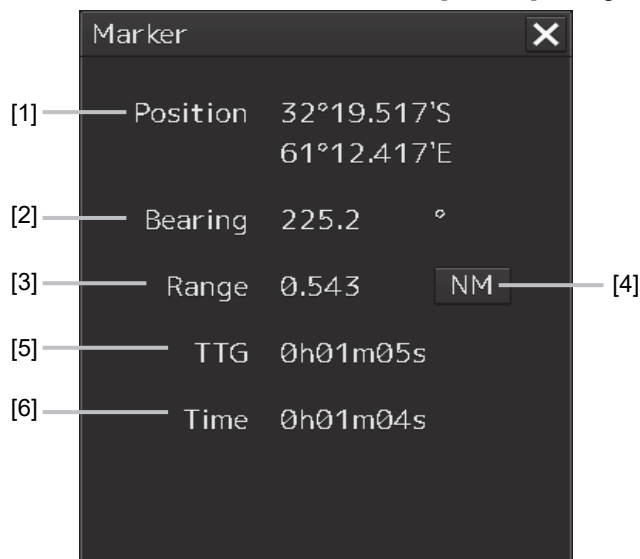 Marker
[1] Position 32°19.517'S
61°12.417'E
[2] Bearing 225.2 °
[3] Range 0.543 NM [4]
[5] TTG 0h01m05s
[6] Time 0h01m04s